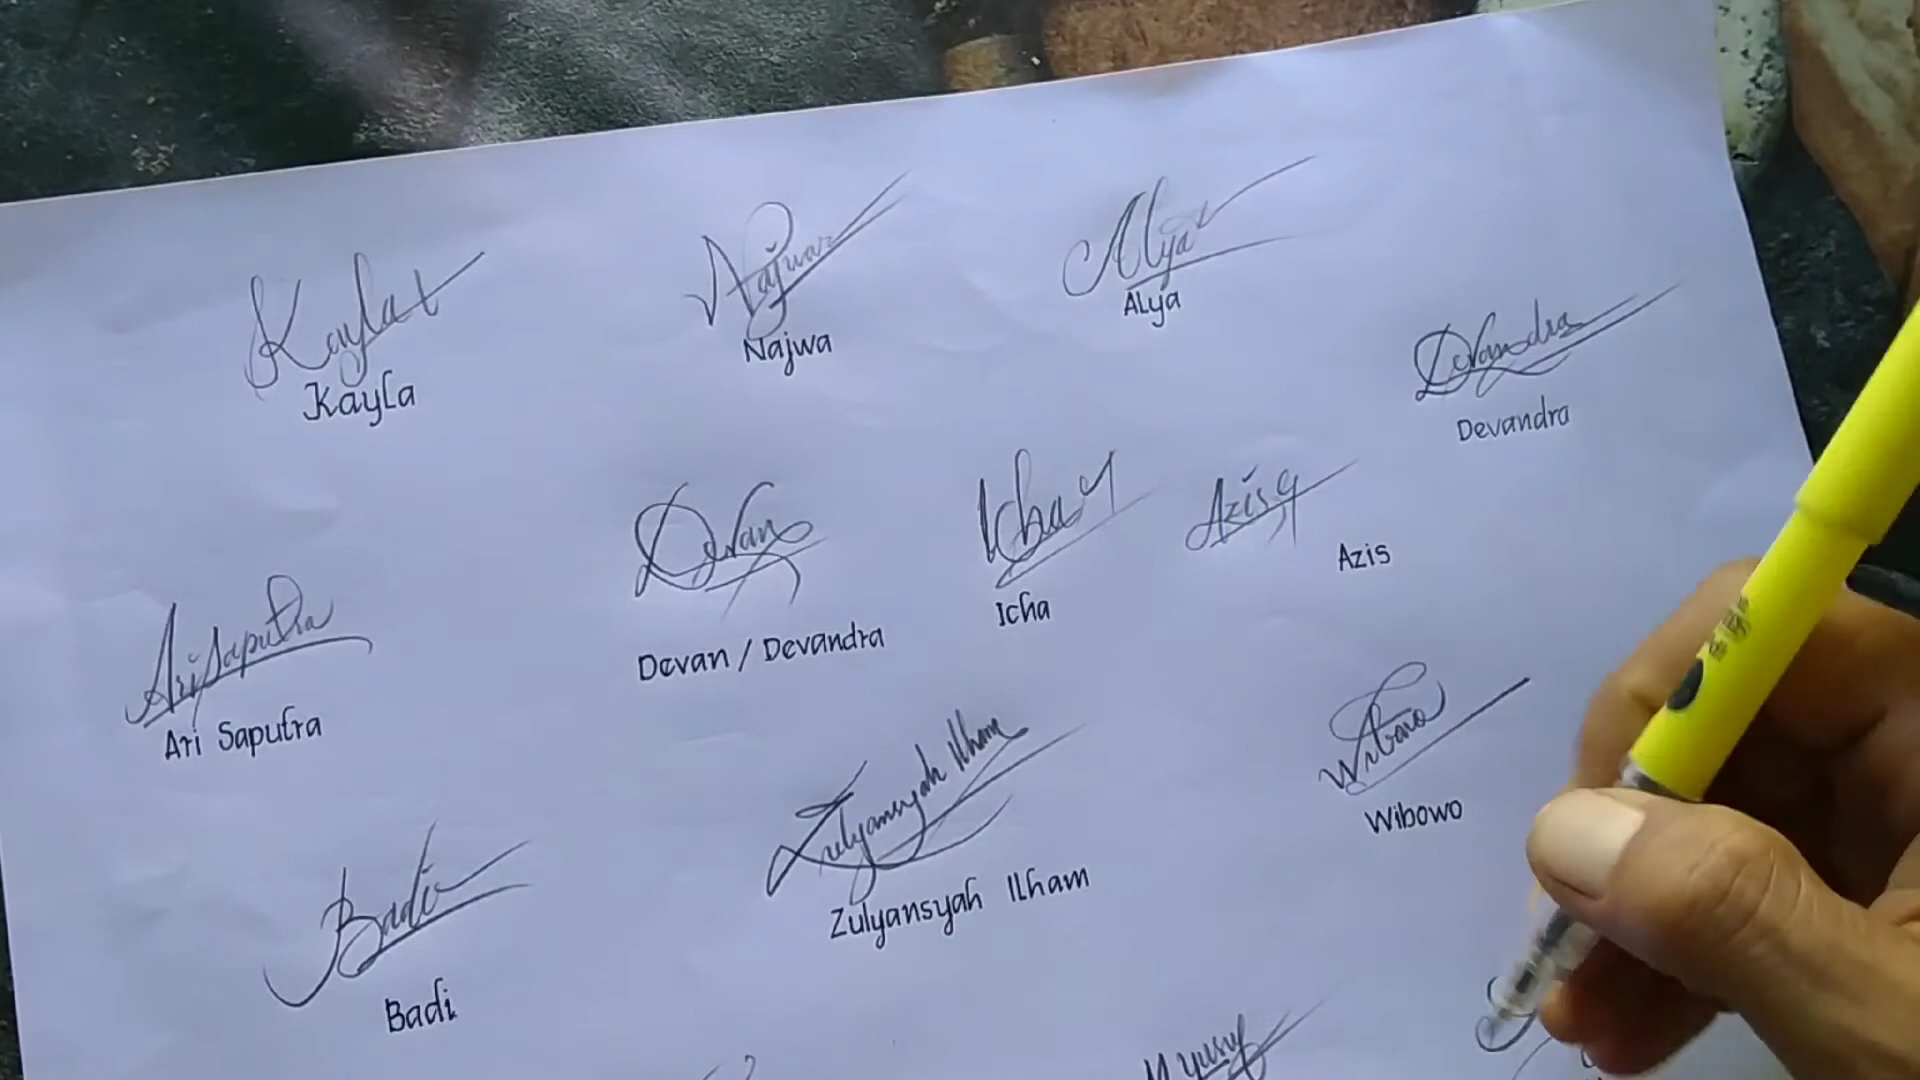 Kayla
Kayla
Najwa
Najwa
Alya
ALya
Devandra
Devandra
Ari Saputra
Ari Saputra
Devan
Devan / Devandra
Icha
Icha
Azis
Azis
Badi
Badi
Zulyansyah Ilham
Zulyansyah Ilham
Wibowo
Wibowo
M yusuf